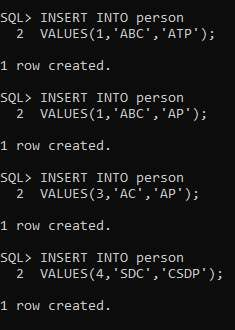 SQL> INSERT INTO person
2 VALUES(1,'ABC','ATP');
1 row created.
SQL> INSERT INTO person
2 VALUES(1,'ABC','AP');
1 row created.
SQL> INSERT INTO person
2 VALUES(3,'AC','AP');
1 row created.
SQL> INSERT INTO person
2 VALUES(4,'SDC','CSDP');
1 row created.